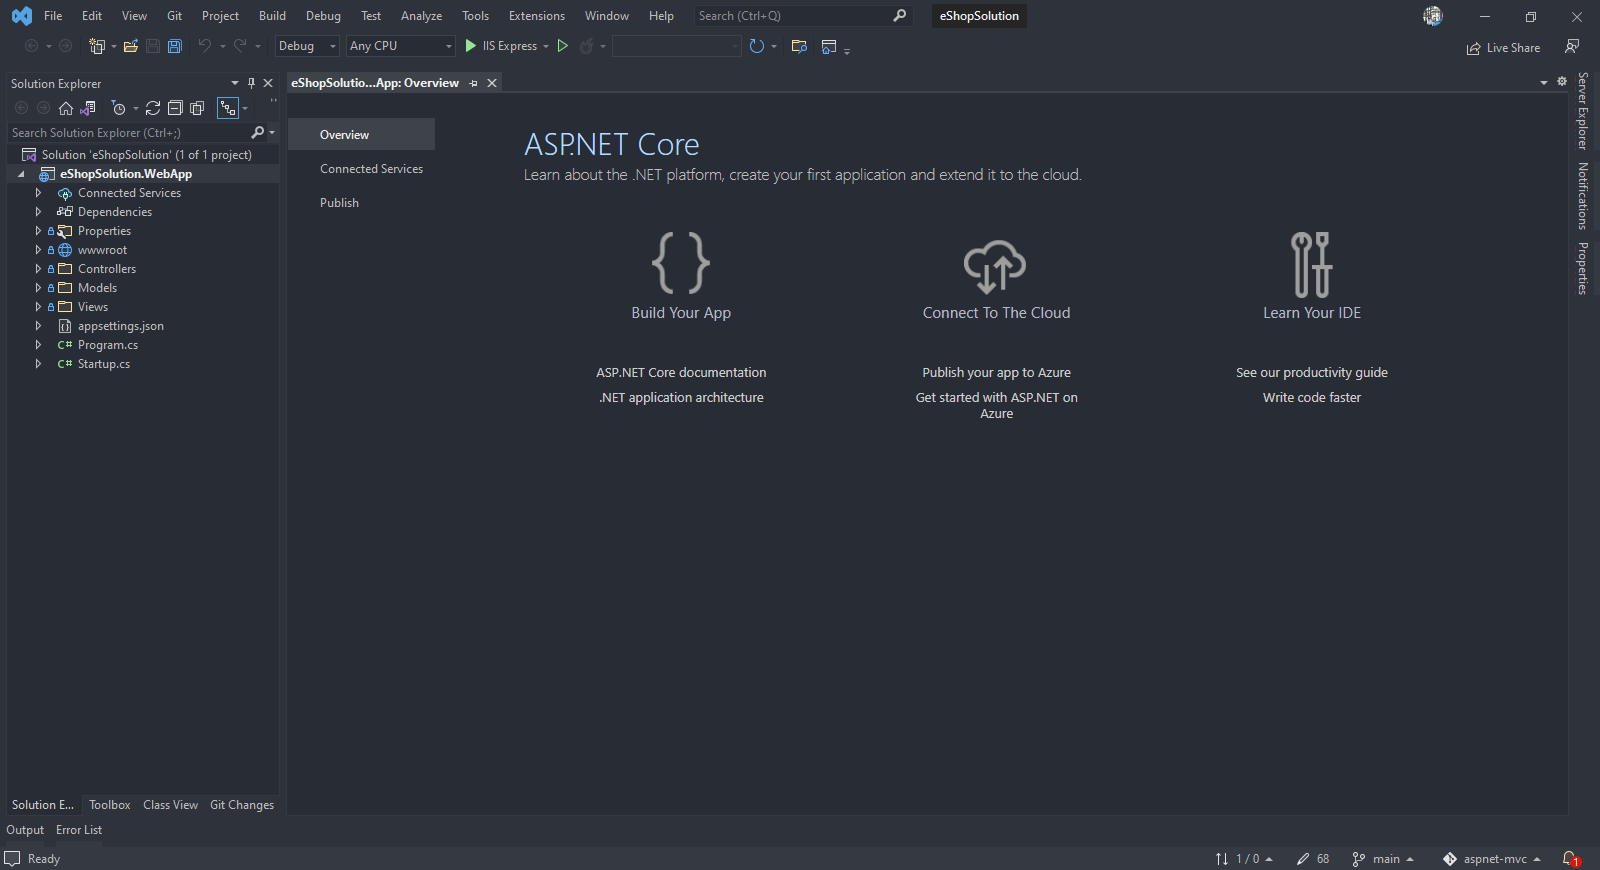 File Edit View Git Project Build Debug Test Analyze Tools Extensions Window Help Search (Ctrl+Q) eShopSolution
Debug Any CPU IIS Express Live Share
Solution Explorer
Search Solution Explorer (Ctrl+;)
Solution 'eShopSolution' (1 of 1 project)
eShopSolution.WebApp
Connected Services
Dependencies
Properties
wwwroot
Controllers
Models
Views
appsettings.json
C# Program.cs
C# Startup.cs
Solution E... Toolbox Class View Git Changes
eShopSolutio...App: Overview
Overview
Connected Services
Publish
ASP.NET Core
Learn about the .NET platform, create your first application and extend it to the cloud.
Build Your App
ASP.NET Core documentation
.NET application architecture
Connect To The Cloud
Publish your app to Azure
Get started with ASP.NET on
Azure
Learn Your IDE
See our productivity guide
Write code faster
Server Explorer
Notifications
Properties
Output Error List
Ready 1 / 0 68 main aspnet-mvc 1